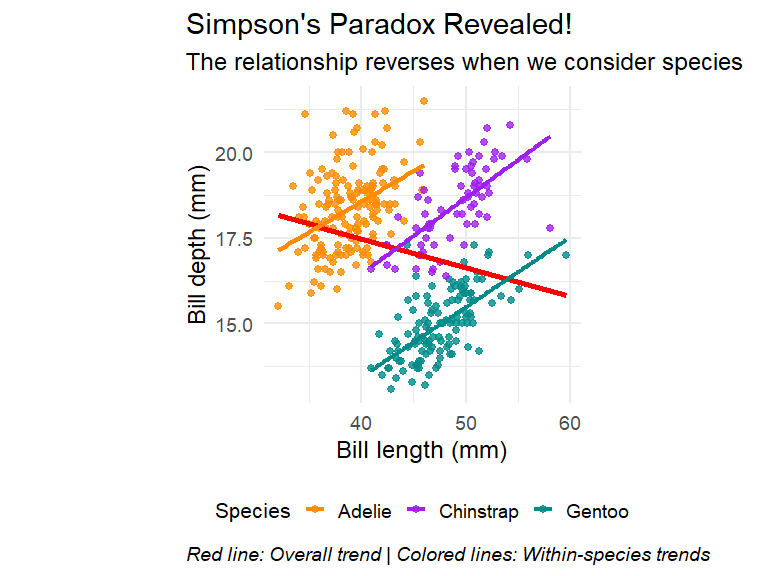 Simpson's Paradox Revealed!
The relationship reverses when we consider species
Bill depth (mm)
20.0
17.5
15.0
40 50 60
Bill length (mm)
Species Adelie Chinstrap Gentoo
Red line: Overall trend | Colored lines: Within-species trends